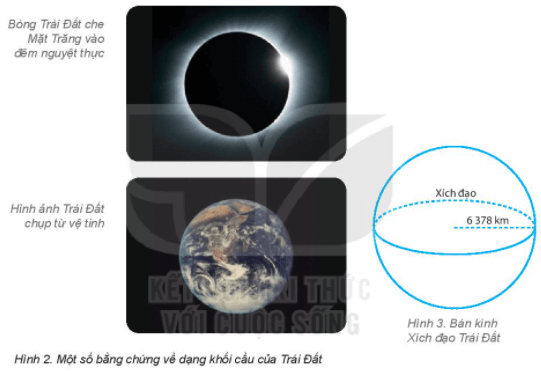 Bóng Trái Đất che
Mặt Trăng vào
đêm nguyệt thực
Hình ảnh Trái Đất
chụp từ vệ tinh
Xích đạo
6 378 km
KẾT NỐI TRI THỨC
VỚI CUỘC SỐNG
Hình 3. Bán kính
Xích đạo Trái Đất
Hình 2. Một số bằng chứng về dạng khối cầu của Trái Đất